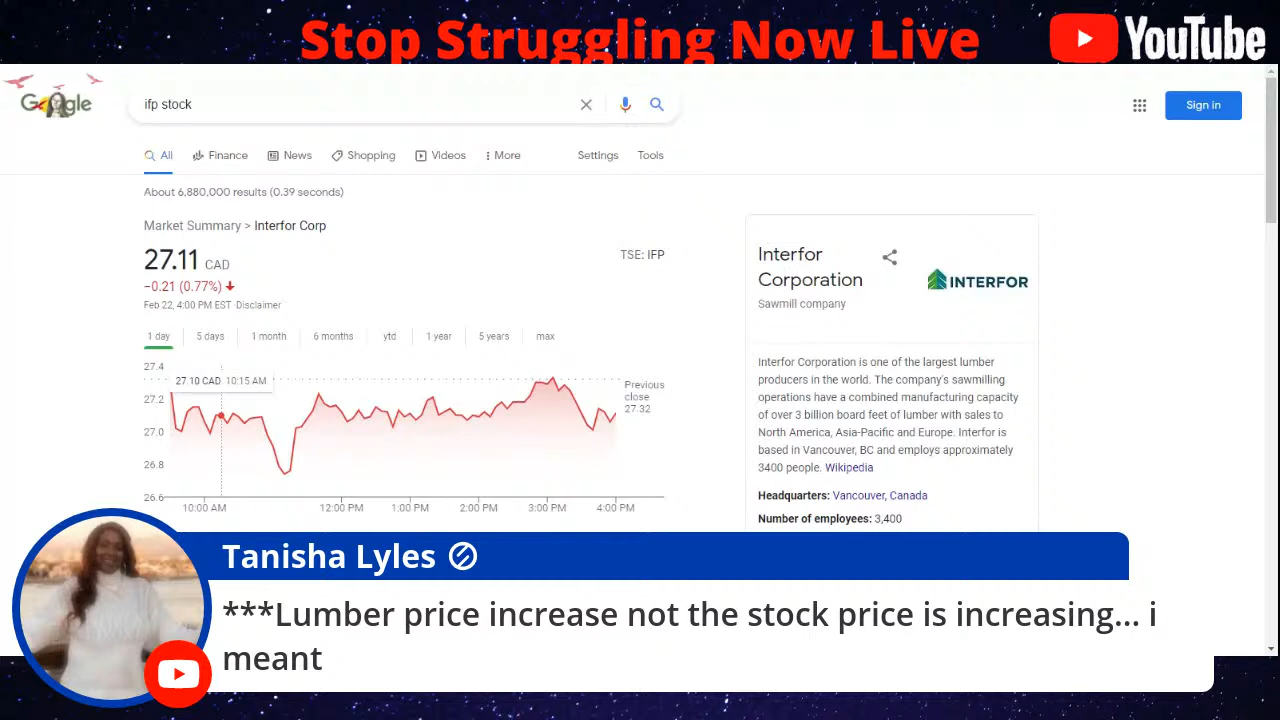 Stop Struggling Now Live
YouTube
Google
ifp stock
Sign in
All Finance News Shopping Videos More Settings Tools
About 6,880,000 results (0.39 seconds)
Market Summary > Interfor Corp
27.11 CAD
TSE: IFP
−0.21 (0.77%)
Feb 22, 4:00 PM EST · Disclaimer
1 day 5 days 1 month 6 months ytd 1 year 5 years max
27.4
27.2
27.0
26.8
26.6
27.10 CAD 10:15 AM
Previous
close
27.32
10:00 AM 12:00 PM 1:00 PM 2:00 PM 3:00 PM 4:00 PM
Interfor
Corporation
INTERFOR
Sawmill company
Interfor Corporation is one of the largest lumber
producers in the world. The company's sawmilling
operations have a combined manufacturing capacity
of over 3 billion board feet of lumber with sales to
North America, Asia-Pacific and Europe. Interfor is
based in Vancouver, BC and employs approximately
3400 people. Wikipedia
Headquarters: Vancouver, Canada
Number of employees: 3,400
Tanisha Lyles
***Lumber price increase not the stock price is increasing... i
meant